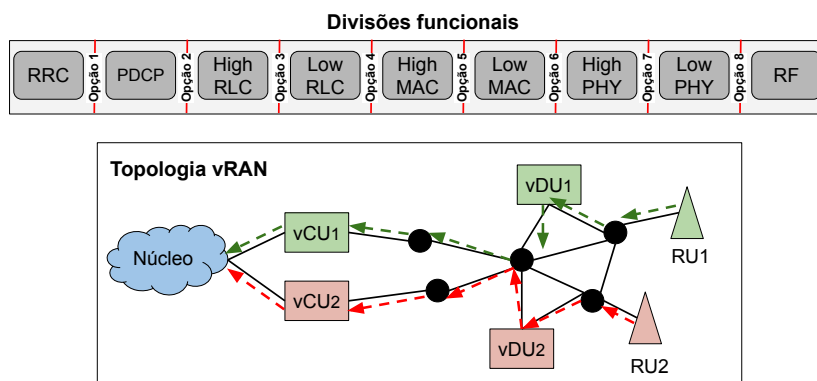 Divisões funcionais
RRC
Opção 1
PDCP
Opção 2
High
RLC
Opção 3
Low
RLC
Opção 4
High
MAC
Opção 5
Low
MAC
Opção 6
High
PHY
Opção 7
Low
PHY
Opção 8
RF
Topologia vRAN
vDU1
RU1
vCU1
Núcleo
vCU2
vDU2
RU2